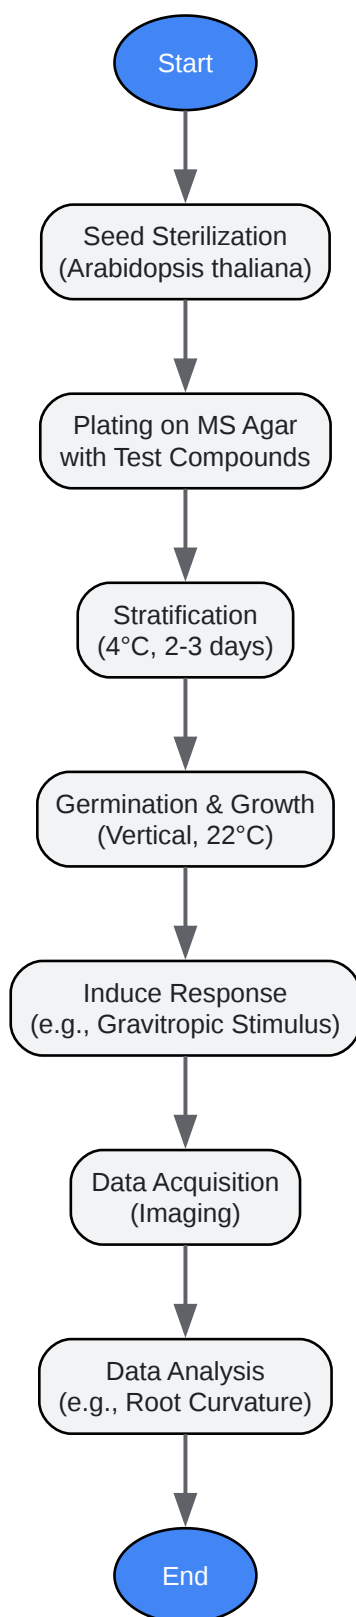 Start
Seed Sterilization
(Arabidopsis thaliana)
Plating on MS Agar
with Test Compounds
Stratification
(4°C, 2-3 days)
Germination & Growth
(Vertical, 22°C)
Induce Response
(e.g., Gravitropic Stimulus)
Data Acquisition
(Imaging)
Data Analysis
(e.g., Root Curvature)
End